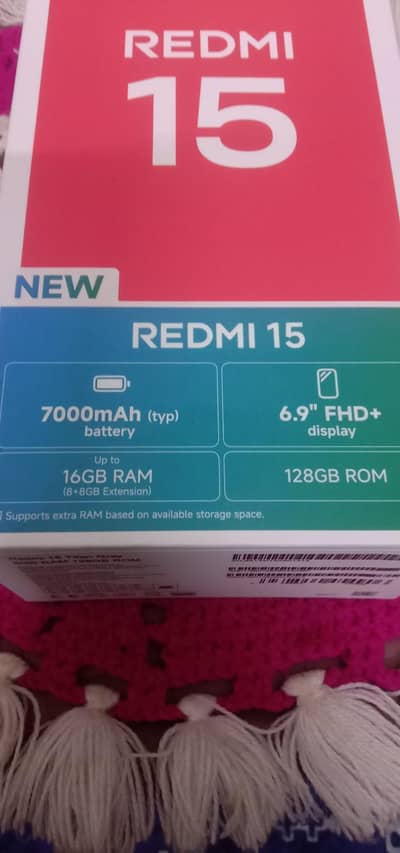 REDMI
15
NEW
REDMI 15
7000mAh (typ)
battery
6.9" FHD+
display
Up to
16GB RAM
(8+8GB Extension)
128GB ROM
Supports extra RAM based on available storage space.